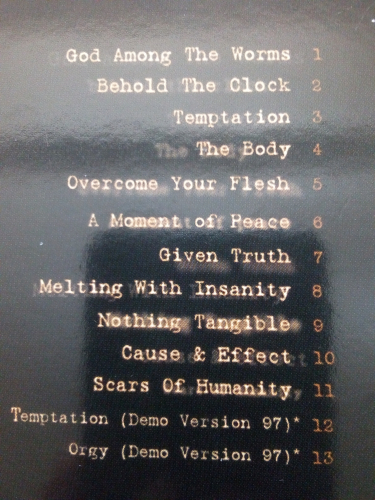 God Among The Worms 1
Behold The Clock 2
Temptation 3
The Body 4
Overcome Your Flesh 5
A Moment of Peace 6
Given Truth 7
Melting With Insanity 8
Nothing Tangible 9
Cause & Effect 10
Scars Of Humanity 11
Temptation (Demo Version 97)* 12
Orgy (Demo Version 97)* 13